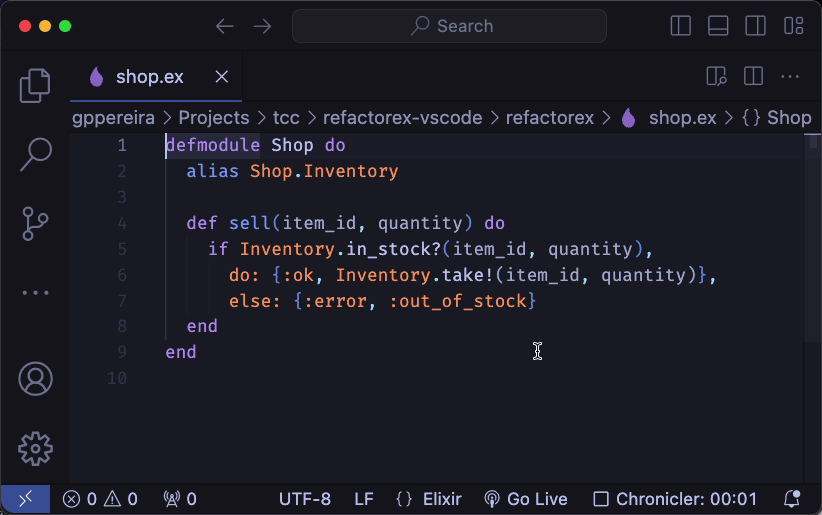 Search
shop.ex
gppereira > Projects > tcc > refactorex-vscode > refactorex > shop.ex > {} Shop
1 defmodule Shop do
2   alias Shop.Inventory
3
4   def sell(item_id, quantity) do
5     if Inventory.in_stock?(item_id, quantity),
6       do: {:ok, Inventory.take!(item_id, quantity)},
7       else: {:error, :out_of_stock}
8   end
9 end
10
0 0 0 UTF-8 LF {} Elixir Go Live Chronicler: 00:01